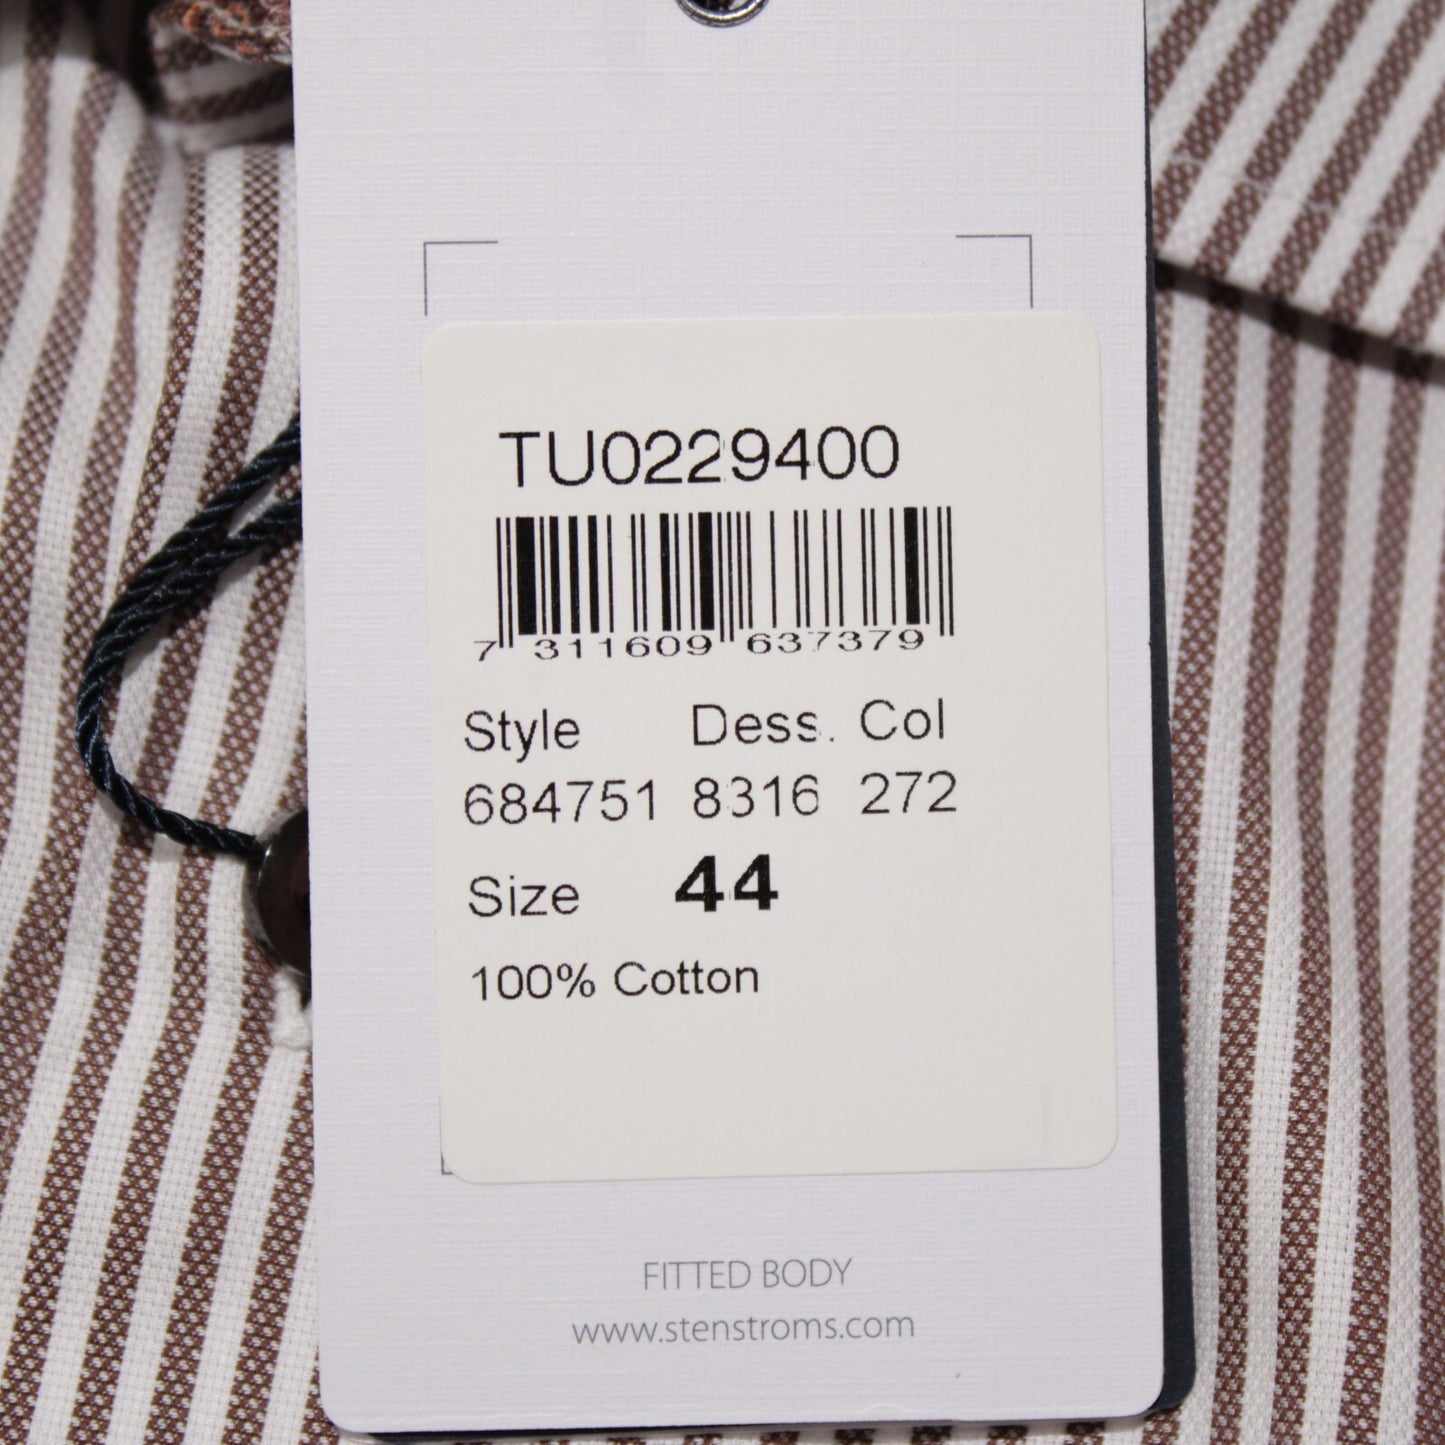 TU0229400
7 311609 637379
Style Dess. Col
684751 8316 272
Size 44
100% Cotton
FITTED BODY
www.stenstroms.com